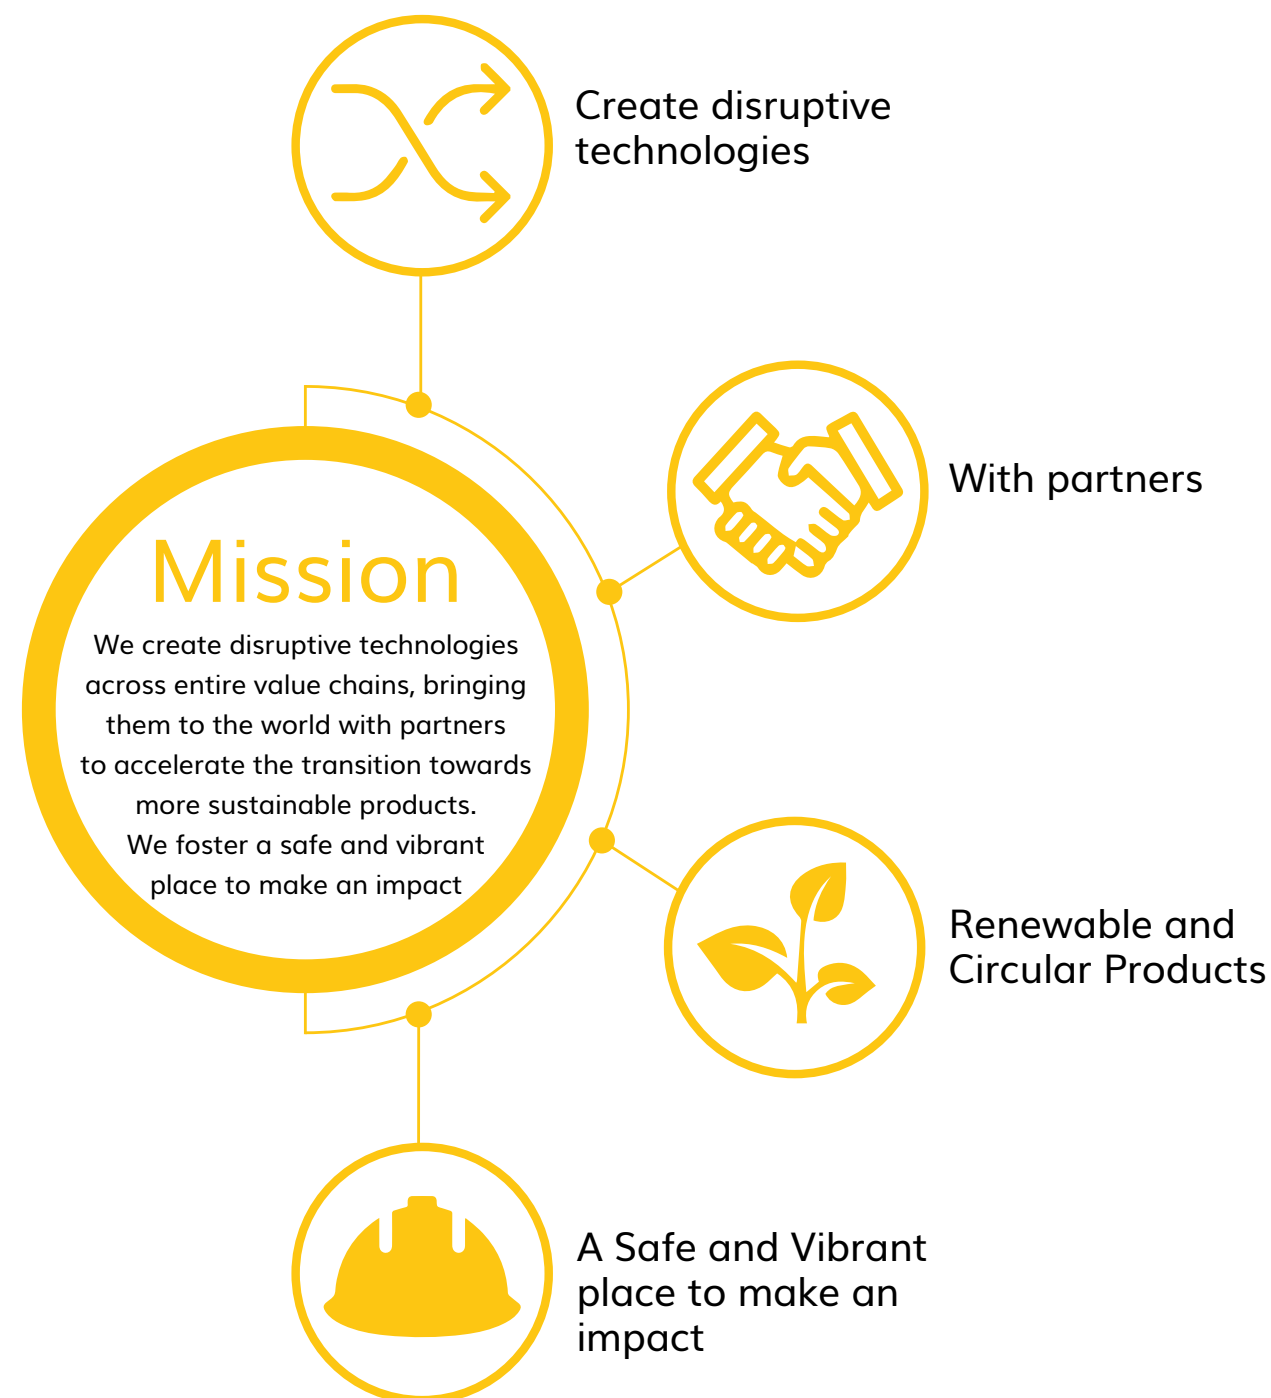 Create disruptive
technologies
With partners
Mission
We create disruptive technologies
across entire value chains, bringing
them to the world with partners
to accelerate the transition towards
more sustainable products.
We foster a safe and vibrant
place to make an impact
Renewable and
Circular Products
A Safe and Vibrant
place to make an
impact